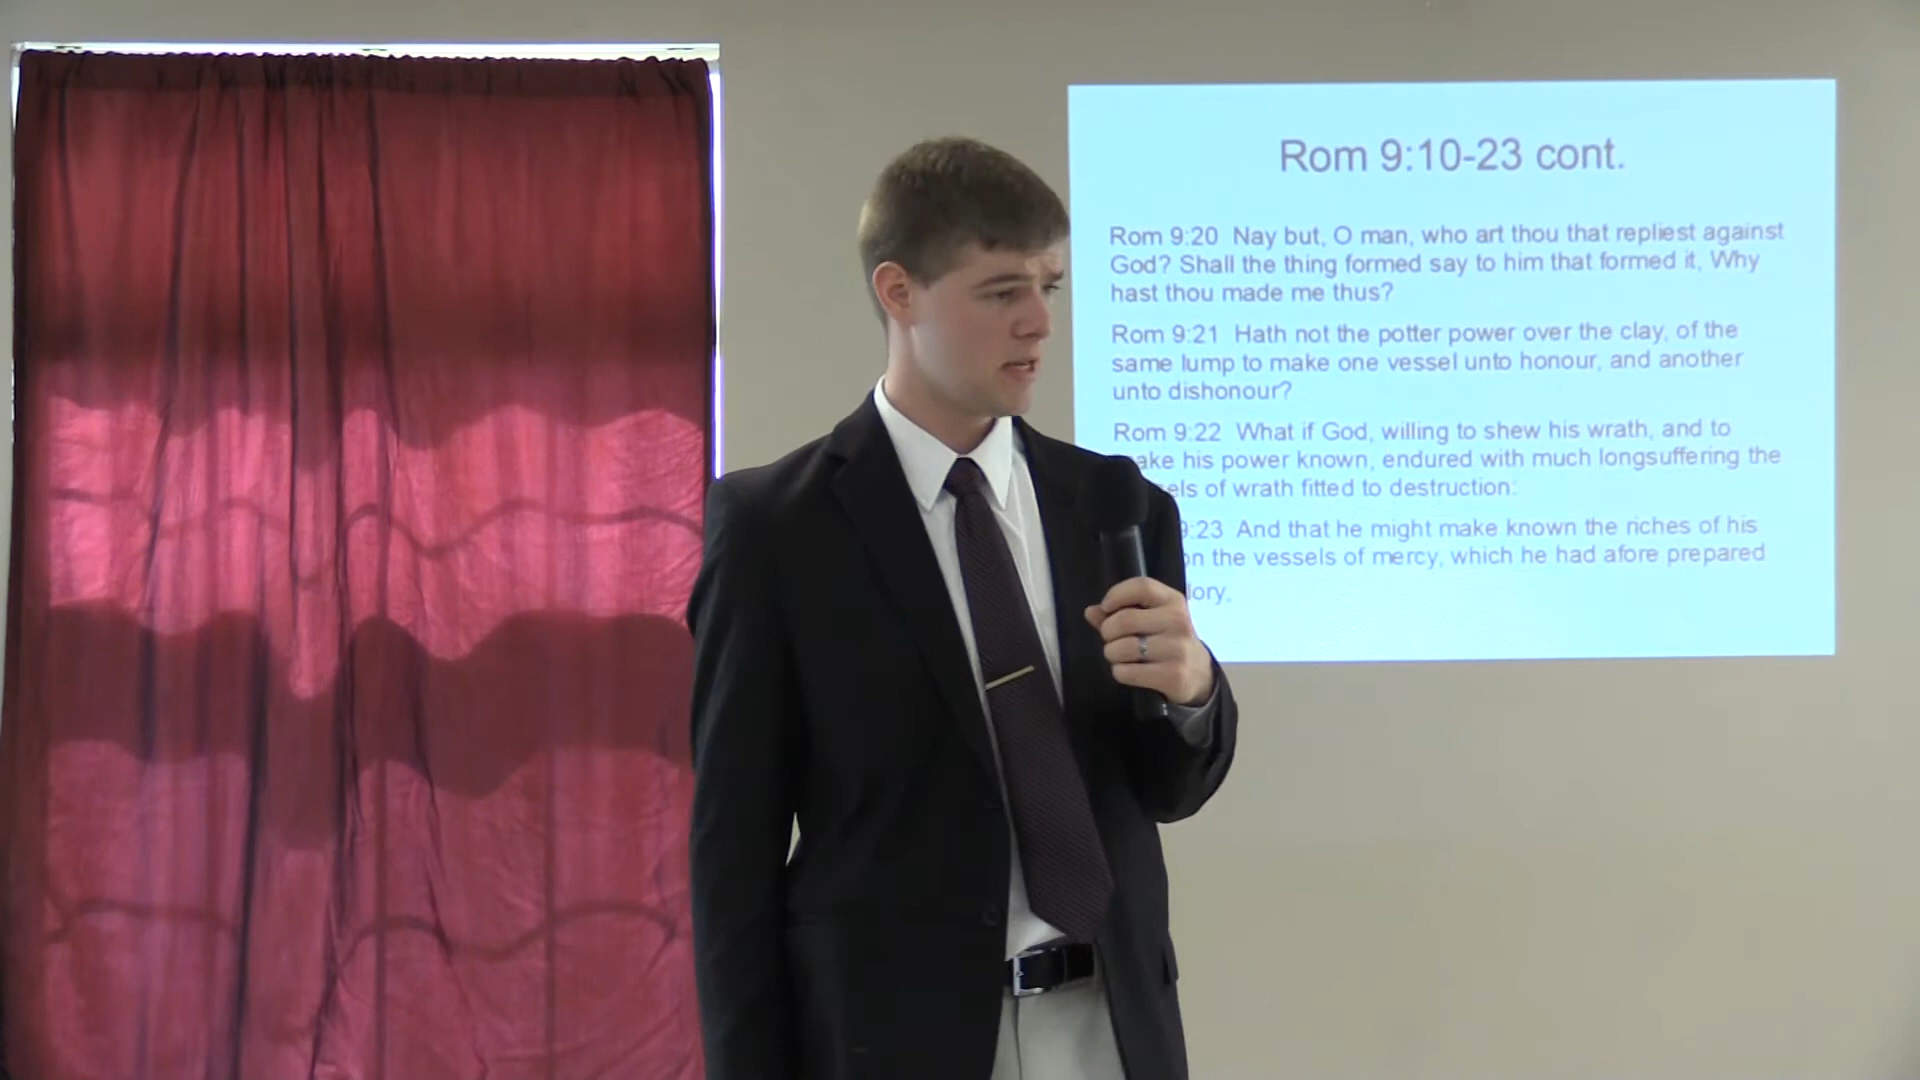 Rom 9:10-23 cont.
Rom 9:20 Nay but, O man, who art thou that repliest against
God? Shall the thing formed say to him that formed it, Why
hast thou made me thus?
Rom 9:21 Hath not the potter power over the clay, of the
same lump to make one vessel unto honour, and another
unto dishonour?
Rom 9:22 What if God, willing to shew his wrath, and to
ake his power known, endured with much longsuffering the
els of wrath fitted to destruction:
9:23 And that he might make known the riches of his
on the vessels of mercy, which he had afore prepared
lory,